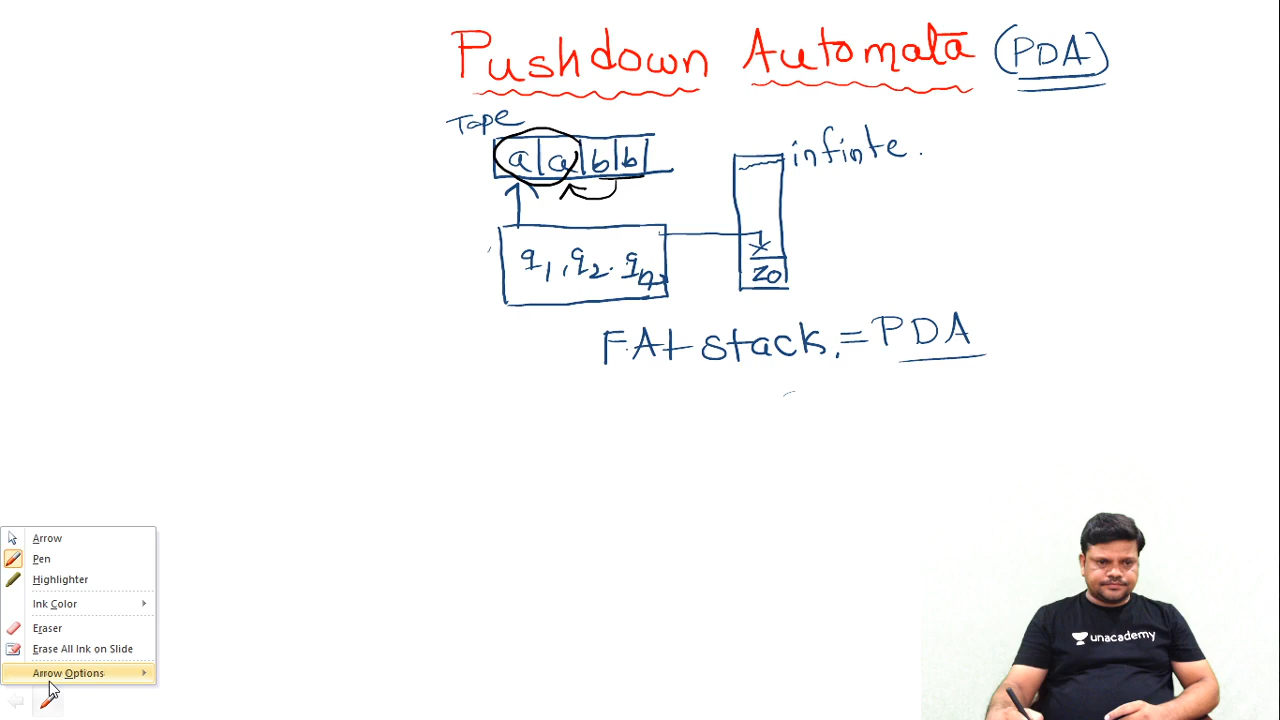 Pushdown Automata (PDA)
Tape
a a b b
infinte.
q1, q2. qn
Z0
FA+ stack. = PDA
Arrow
Pen
Highlighter
Ink Color
Eraser
Erase All Ink on Slide
Arrow Options
unacademy